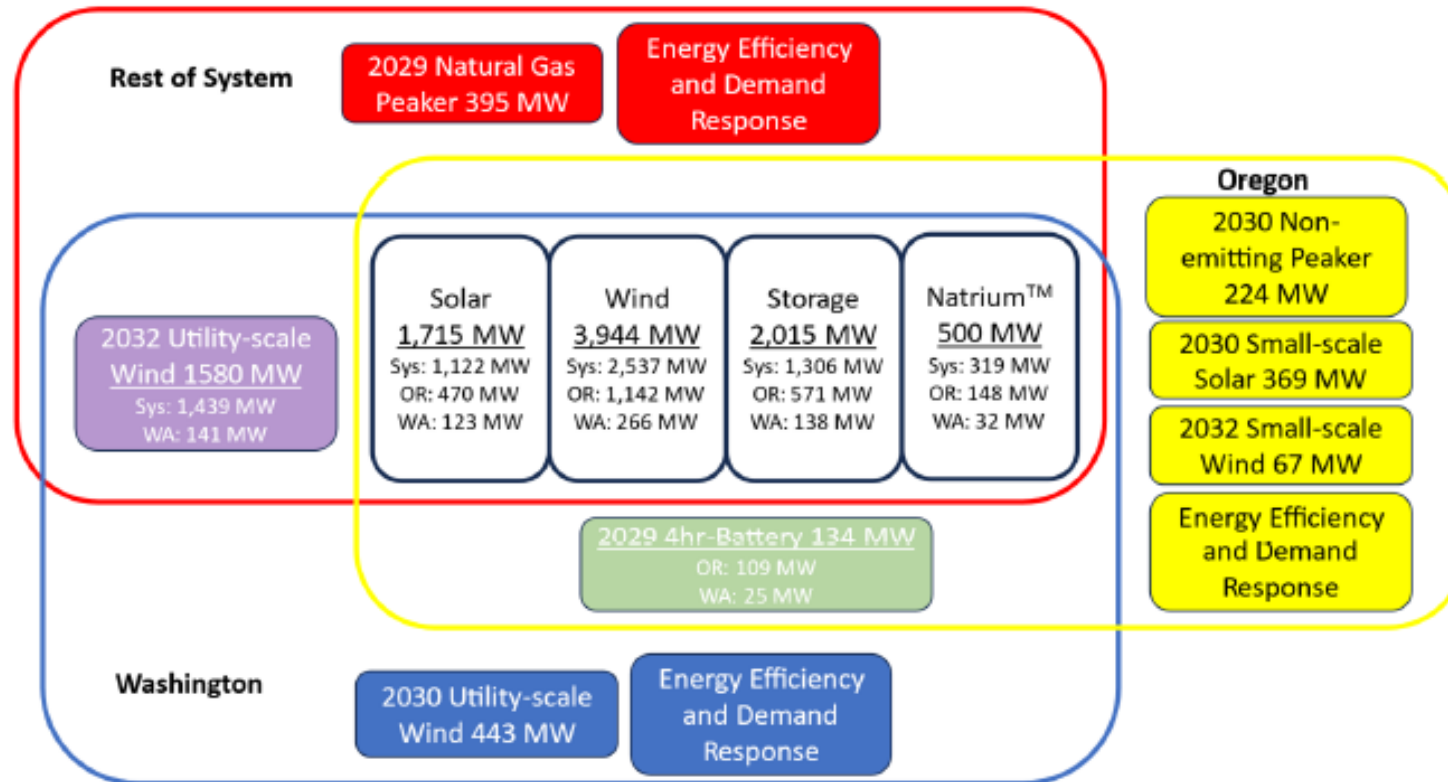 Rest of System
2029 Natural Gas
Peaker 395 MW
Energy Efficiency
and Demand
Response
Oregon
2030 Non-
emitting Peaker
224 MW
2030 Small-scale
Solar 369 MW
2032 Small-scale
Wind 67 MW
Energy Efficiency
and Demand
Response
2032 Utility-scale
Wind 1580 MW
Sys: 1,439 MW
WA: 141 MW
Solar
1,715 MW
Sys: 1,122 MW
OR: 470 MW
WA: 123 MW
Wind
3,944 MW
Sys: 2,537 MW
OR: 1,142 MW
WA: 266 MW
Storage
2,015 MW
Sys: 1,306 MW
OR: 571 MW
WA: 138 MW
Natrium™
500 MW
Sys: 319 MW
OR: 148 MW
WA: 32 MW
2029 4hr-Battery 134 MW
OR: 109 MW
WA: 25 MW
Washington
2030 Utility-scale
Wind 443 MW
Energy Efficiency
and Demand
Response